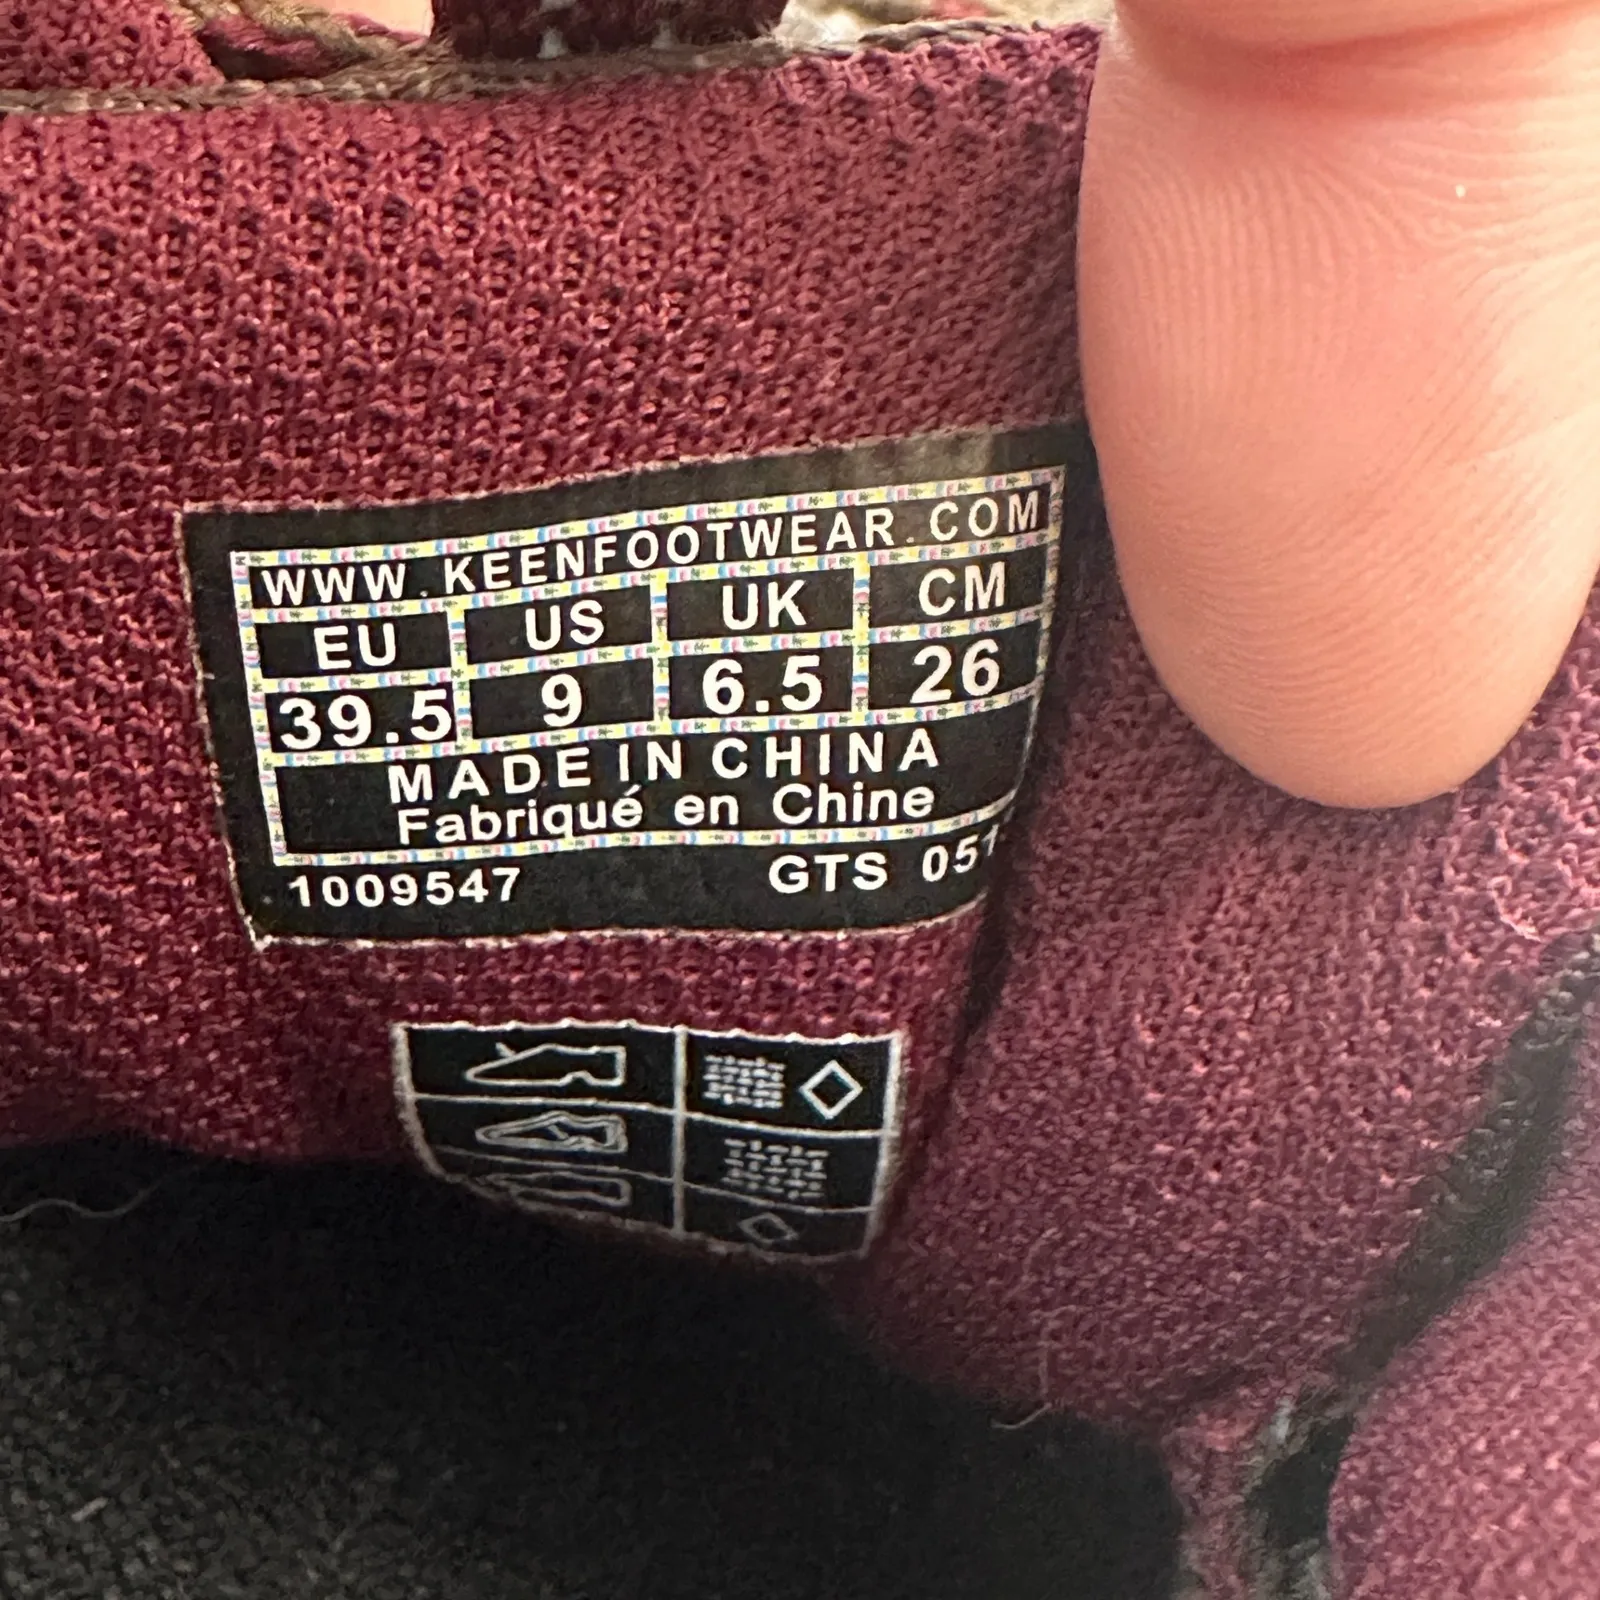 WWW.KEENFOOTWEAR.COM
EU US UK CM
39.5 9 6.5 26
MADE IN CHINA
Fabriqué en Chine
1009547 GTS 051